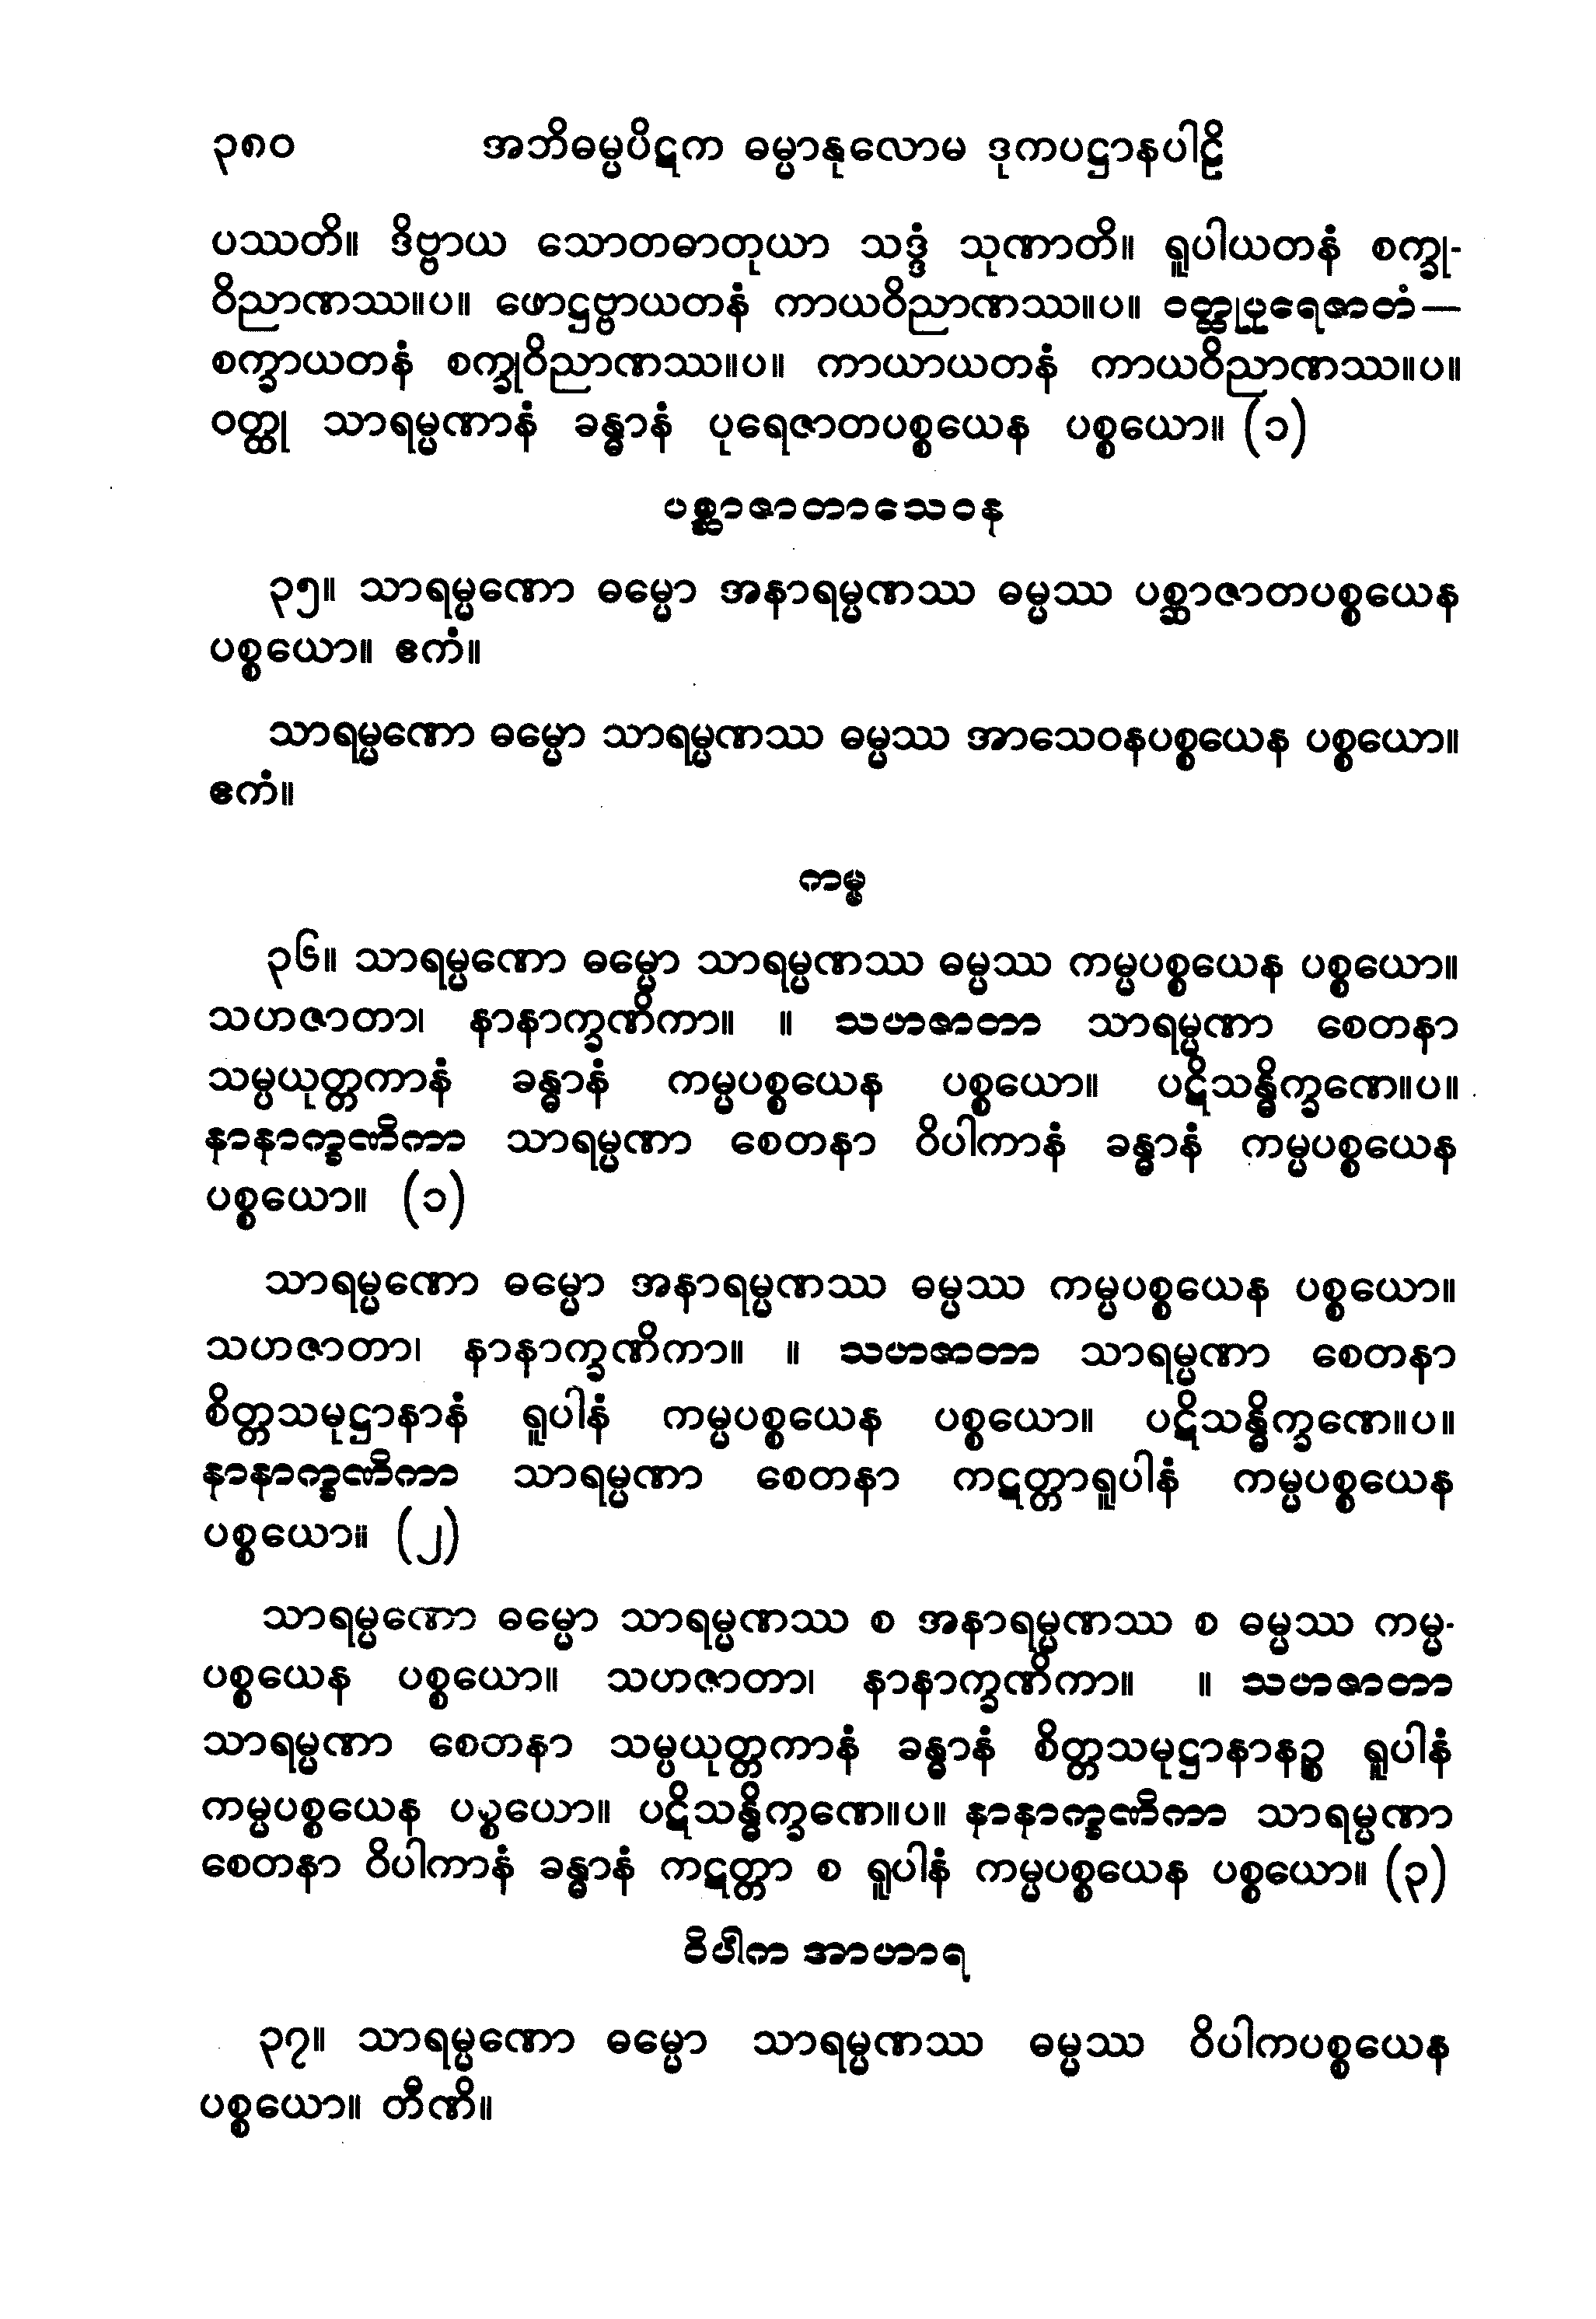 ၃၈၀ အဘိဓမ္မပိဋက ဓမ္မာနုလောမ ဒုကပဋ္ဌာနပါဠိ
ပဿတိ။ ဒိဗ္ဗာယ သောတဓာတုယာ သဒ္ဒံ သုဏာတိ။ ရူပါယတနံ စက္ခု-
ဝိညာဏဿ။ပ။ ဖောဋ္ဌဗ္ဗာယတနံ ကာယဝိညာဏဿ။ပ။ ဝတ္ထုပုရေဇာတံ—
စက္ခာယတနံ စက္ခုဝိညာဏဿ။ပ။ ကာယာယတနံ ကာယဝိညာဏဿ။ပ။
ဝတ္ထု သာရမ္မဏာနံ ခန္ဓာနံ ပုရေဇာတပစ္စယေန ပစ္စယော။ (၁)
ပစ္ဆာဇာတာသေဝန
၃၅။ သာရမ္မဏော ဓမ္မော အနာရမ္မဏဿ ဓမ္မဿ ပစ္ဆာဇာတပစ္စယေန
ပစ္စယော။ ဧကံ။
သာရမ္မဏော ဓမ္မော သာရမ္မဏဿ ဓမ္မဿ အာသေဝနပစ္စယေန ပစ္စယော။
ဧကံ။
ကမ္မ
၃၆။ သာရမ္မဏော ဓမ္မော သာရမ္မဏဿ ဓမ္မဿ ကမ္မပစ္စယေန ပစ္စယော။
သဟဇာတာ၊ နာနာက္ခဏိကာ။ ။ သဟဇာတာ သာရမ္မဏာ စေတနာ
သမ္ပယုတ္တကာနံ ခန္ဓာနံ ကမ္မပစ္စယေန ပစ္စယော။ ပဋိသန္ဓိက္ခဏေ။ပ။
နာနာက္ခဏိကာ သာရမ္မဏာ စေတနာ ဝိပါကာနံ ခန္ဓာနံ ကမ္မပစ္စယေန
ပစ္စယော။ (၁)
သာရမ္မဏော ဓမ္မော အနာရမ္မဏဿ ဓမ္မဿ ကမ္မပစ္စယေန ပစ္စယော။
သဟဇာတာ၊ နာနာက္ခဏိကာ။ ။ သဟဇာတာ သာရမ္မဏာ စေတနာ
စိတ္တသမုဋ္ဌာနာနံ ရူပါနံ ကမ္မပစ္စယေန ပစ္စယော။ ပဋိသန္ဓိက္ခဏေ။ပ။
နာနာက္ခဏိကာ သာရမ္မဏာ စေတနာ ကဋတ္တာရူပါနံ ကမ္မပစ္စယေန
ပစ္စယော။ (၂)
သာရမ္မဏော ဓမ္မော သာရမ္မဏဿ စ အနာရမ္မဏဿ စ ဓမ္မဿ ကမ္မ-
ပစ္စယေန ပစ္စယော။ သဟဇာတာ၊ နာနာက္ခဏိကာ။ ။ သဟဇာတာ
သာရမ္မဏာ စေတနာ သမ္ပယုတ္တကာနံ ခန္ဓာနံ စိတ္တသမုဋ္ဌာနာနဉ္စ ရူပါနံ
ကမ္မပစ္စယေန ပစ္စယော။ ပဋိသန္ဓိက္ခဏေ။ပ။ နာနာက္ခဏိကာ သာရမ္မဏာ
စေတနာ ဝိပါကာနံ ခန္ဓာနံ ကဋတ္တာ စ ရူပါနံ ကမ္မပစ္စယေန ပစ္စယော။ (၃)
ဝိပါက အာဟာရ
၃၇။ သာရမ္မဏော ဓမ္မော သာရမ္မဏဿ ဓမ္မဿ ဝိပါကပစ္စယေန
ပစ္စယော။ တီဏိ။